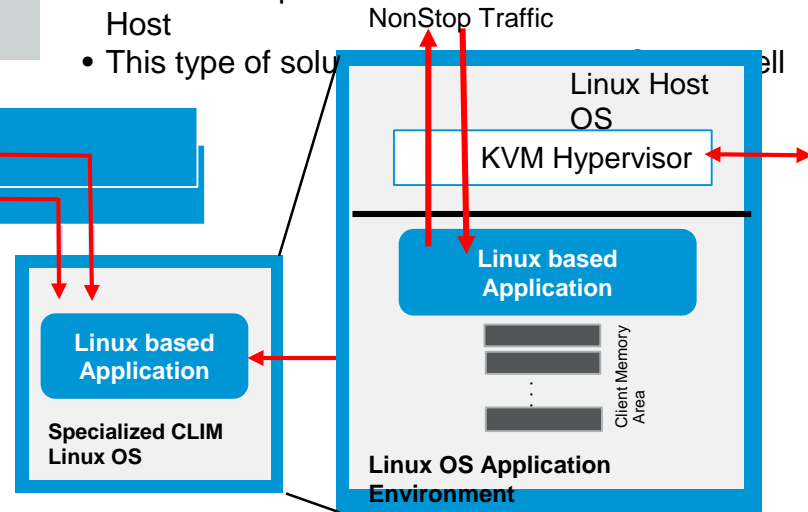 Host
NonStop Traffic
• This type of solu
Linux Host
OS
KVM Hypervisor
Linux based
Application
Client Memory
Area
Linux OS Application
Environment
Linux based
Application
Specialized CLIM
Linux OS